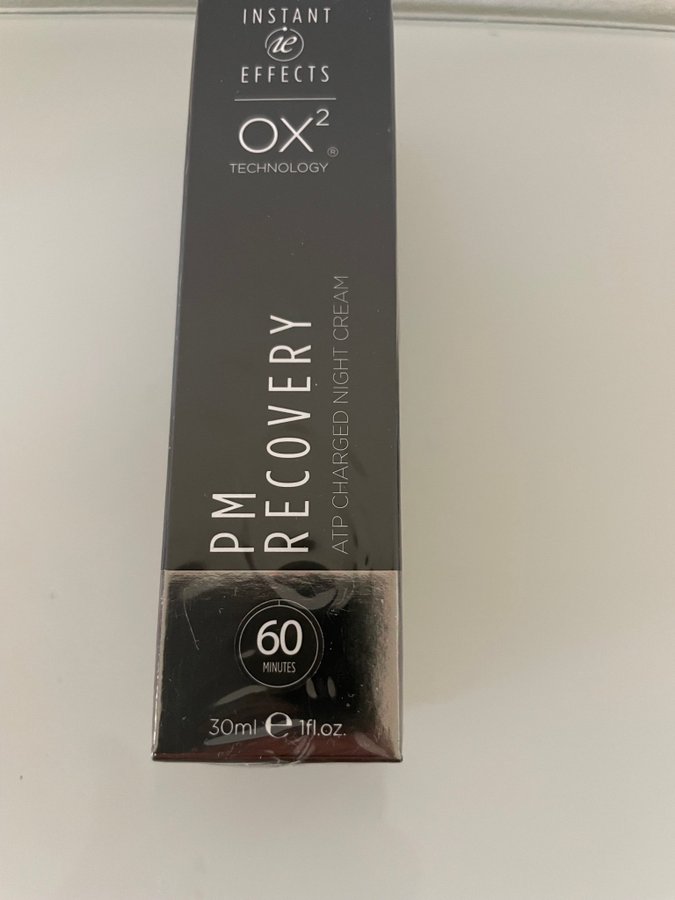 INSTANT
ie
EFFECTS
OX²
®
TECHNOLOGY
PM
RECOVERY
ATP CHARGED NIGHT CREAM
60
MINUTES
30ml ℮ 1fl.oz.